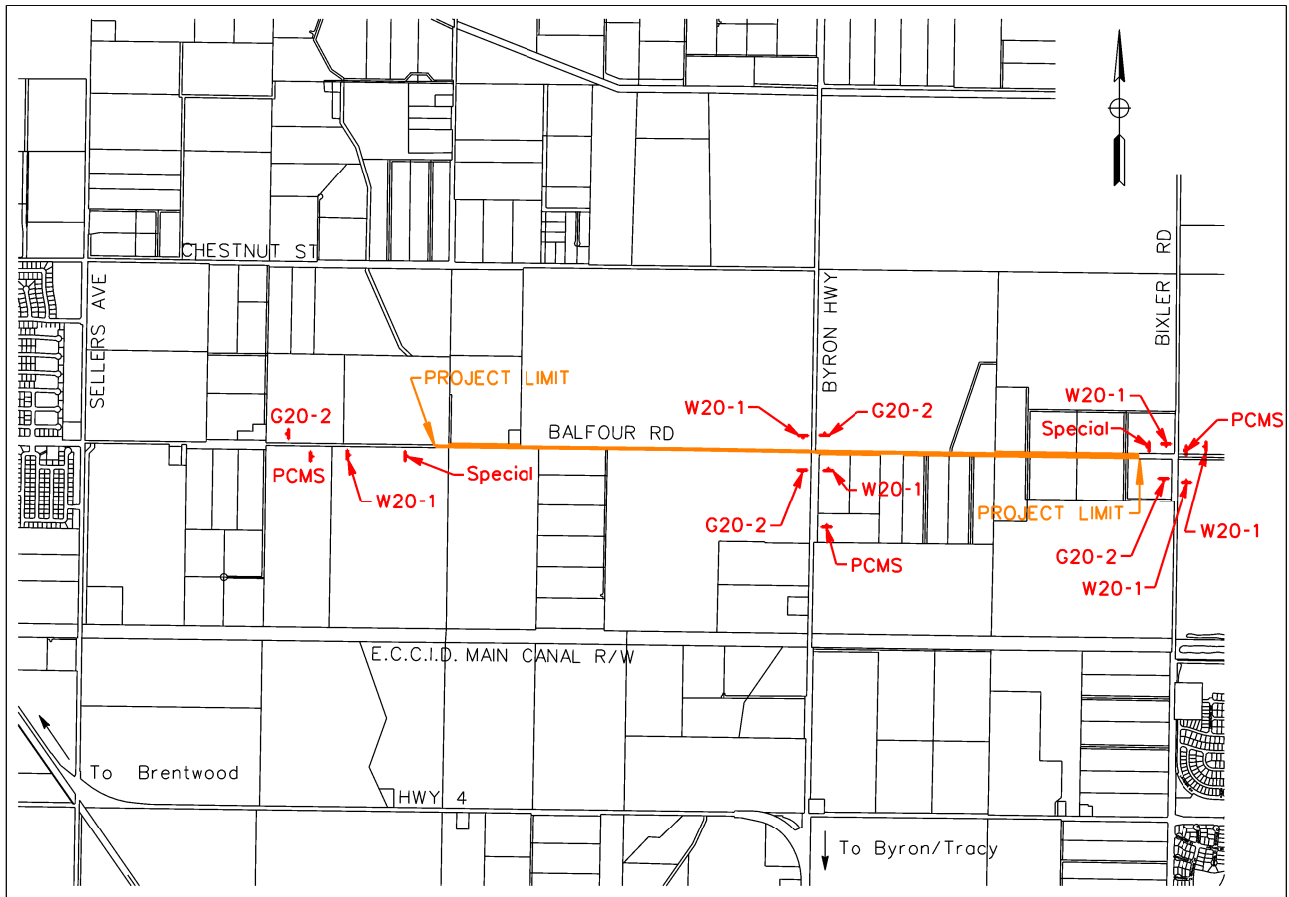 CHESTNUT ST
SELLERS AVE
BYRON HWY
BIXLER RD
PROJECT LIMIT
G20-2
W20-1
G20-2
W20-1
PCMS
BALFOUR RD
Special
PCMS
Special
W20-1
W20-1
G20-2
PROJECT LIMIT
W20-1
PCMS
G20-2
W20-1
E.C.C.I.D. MAIN CANAL R/W
To Brentwood
HWY 4
To Byron/Tracy